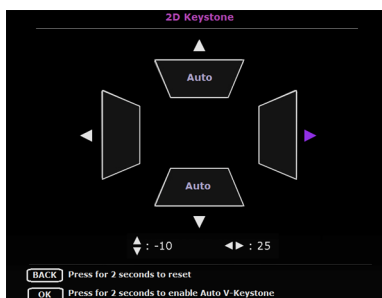 2D Keystone
Auto
Auto
: -10 : 25
BACK Press for 2 seconds to reset
OK Press for 2 seconds to enable Auto V-Keystone